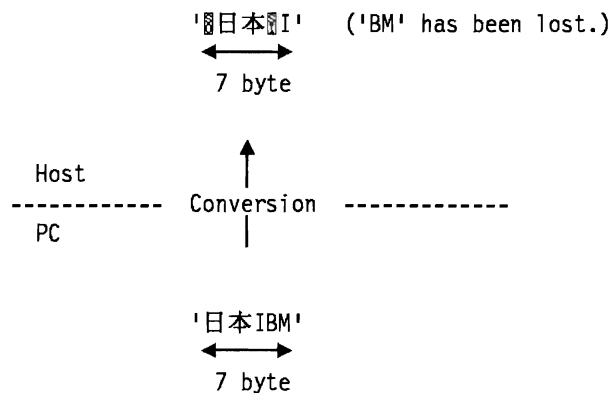 '▒日本▒I' ('BM' has been lost.)
7 byte
Host
Conversion
PC
'日本IBM'
7 byte